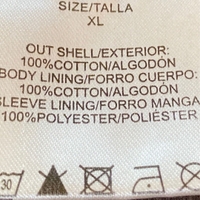 SIZE/TALLA
XL
OUT SHELL/EXTERIOR:
100%COTTON/ALGODÓN
BODY LINING/FORRO CUERPO:
100%COTTON/ALGODÓN
SLEEVE LINING/FORRO MANGA
100%POLYESTER/POLIÉSTER
30